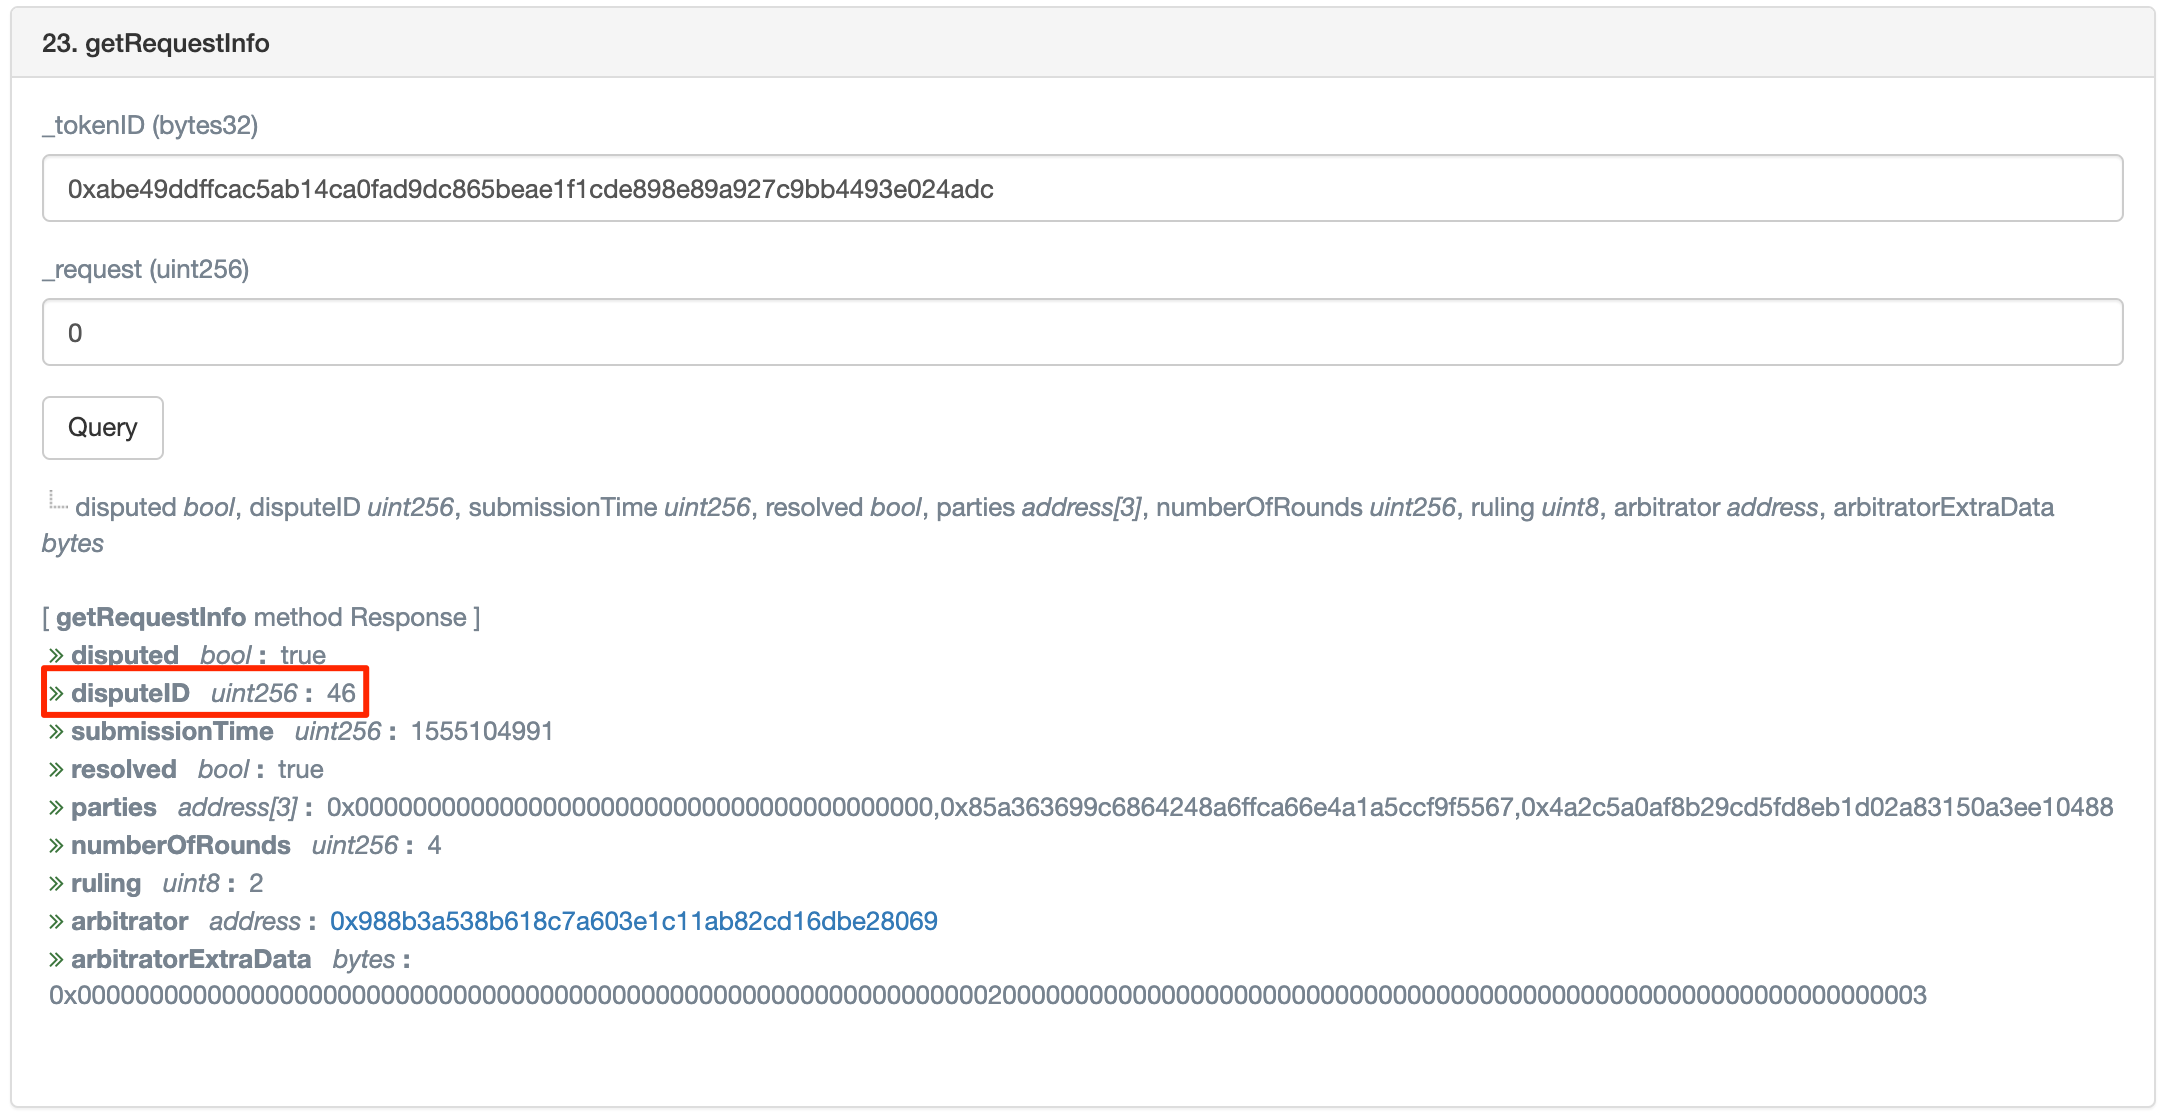 23. getRequestInfo
_tokenID (bytes32)
0xabe49ddffcac5ab14ca0fad9dc865beae1f1cde898e89a927c9bb4493e024adc
_request (uint256)
0
Query
disputed bool, disputeID uint256, submissionTime uint256, resolved bool, parties address[3], numberOfRounds uint256, ruling uint8, arbitrator address, arbitratorExtraData
bytes
[ getRequestInfo method Response ]
» disputed bool : true
» disputeID uint256 : 46
» submissionTime uint256 : 1555104991
» resolved bool : true
» parties address[3] : 0x0000000000000000000000000000000000000000,0x85a363699c6864248a6ffca66e4a1a5ccf9f5567,0x4a2c5a0af8b29cd5fd8eb1d02a83150a3ee10488
» numberOfRounds uint256 : 4
» ruling uint8 : 2
» arbitrator address : 0x988b3a538b618c7a603e1c11ab82cd16dbe28069
» arbitratorExtraData bytes :
0x00000000000000000000000000000000000000000000000000000000000000020000000000000000000000000000000000000000000000000000000000000003